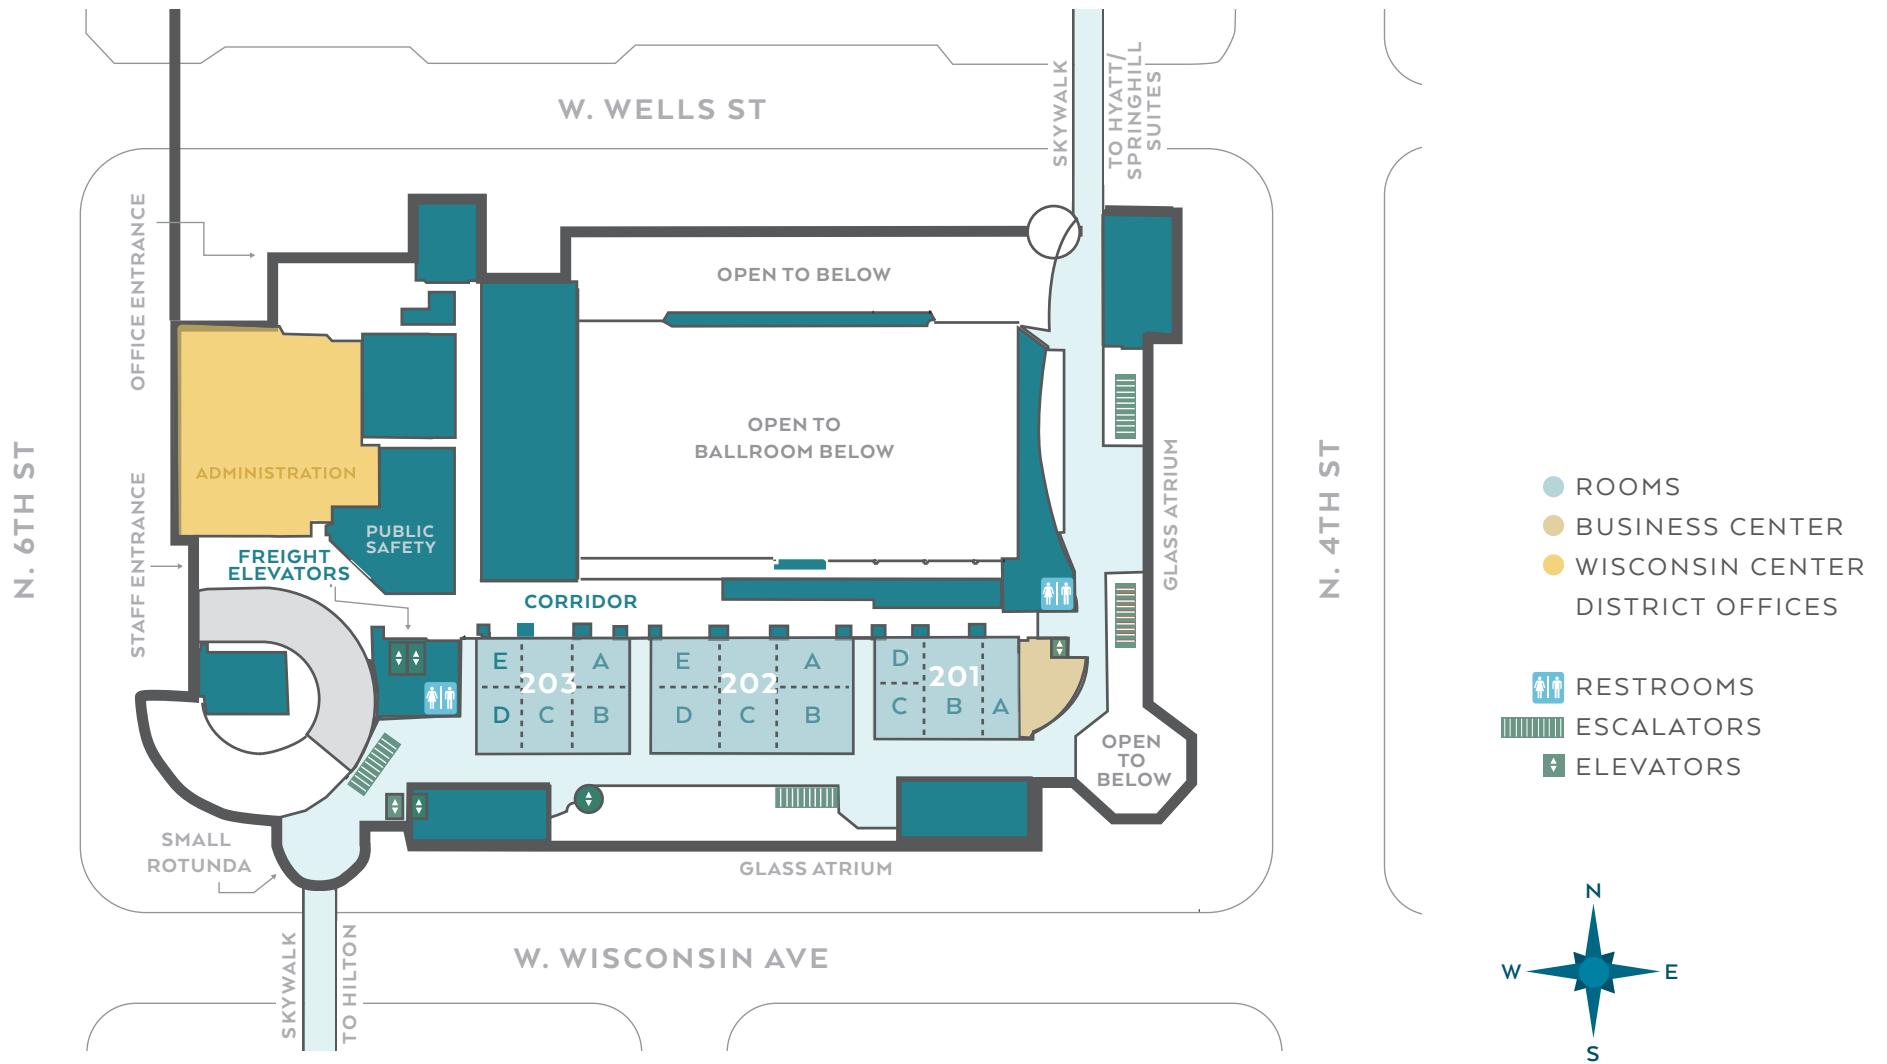 W. WELLS ST
SKYWALK
TO HYATT/
SPRINGHILL
SUITES
OFFICE ENTRANCE
OPEN TO BELOW
N. 6TH ST
ADMINISTRATION
OPEN TO
BALLROOM BELOW
GLASS ATRIUM
N. 4TH ST
STAFF ENTRANCE
PUBLIC
SAFETY
FREIGHT
ELEVATORS
CORRIDOR
E
A
203
D
C
B
E
A
202
D
C
B
D
201
C
B
A
OPEN
TO
BELOW
SMALL
ROTUNDA
GLASS ATRIUM
SKYWALK
TO HILTON
W. WISCONSIN AVE
ROOMS
BUSINESS CENTER
WISCONSIN CENTER
DISTRICT OFFICES
RESTROOMS
ESCALATORS
ELEVATORS
N
W
E
S